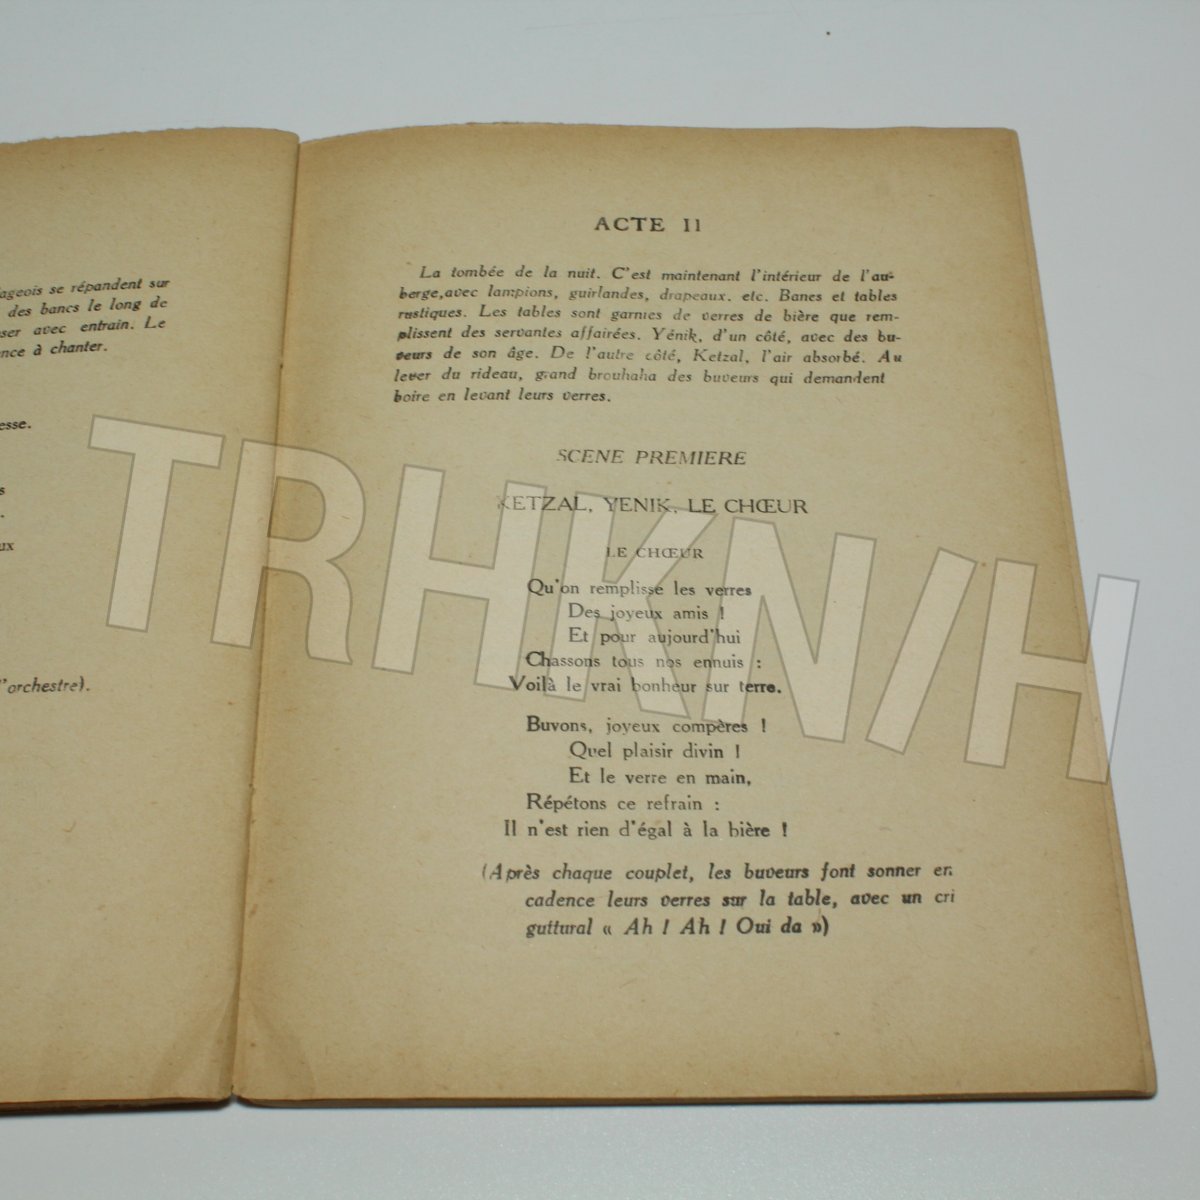 ageois se répandent sur
des bancs le long de
ser avec entrain. Le
nce à chanter.
esse.
s
.
ux
l'orchestre).
ACTE II
La tombée de la nuit. C'est maintenant l'intérieur de l'au-
berge,avec lampions, guirlandes, drapeaux. etc. Bancs et tables
rustiques. Les tables sont garnies de verres de bière que rem-
plissent des servantes affairées. Yénik, d'un côté, avec des bu-
veurs de son âge. De l'autre côté, Ketzal, l'air absorbé. Au
lever du rideau, grand brouhaha des buveurs qui demandent
boire en levant leurs verres.
SCENE PREMIERE
KETZAL, YENIK, LE CHŒUR
LE CHŒUR
Qu'on remplisse les verres
Des joyeux amis !
Et pour aujourd'hui
Chassons tous nos ennuis :
Voilà le vrai bonheur sur terre.
Buvons, joyeux compères !
Quel plaisir divin !
Et le verre en main,
Répétons ce refrain :
Il n'est rien d'égal à la bière !
(Après chaque couplet, les buveurs font sonner en
cadence leurs verres sur la table, avec un cri
guttural « Ah ! Ah ! Oui da »)
TRHKN/H